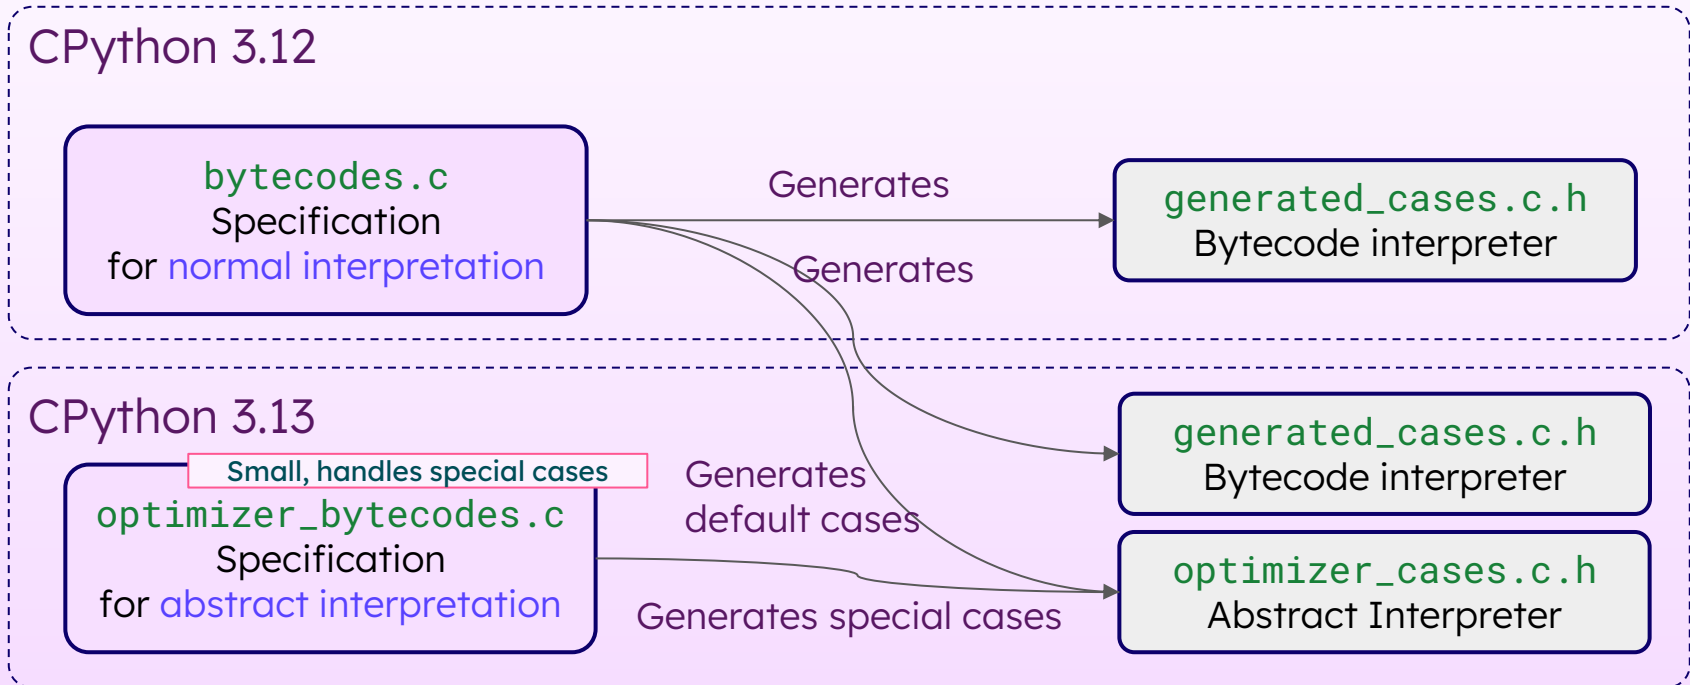 CPython 3.12
bytecodes.c
Specification
for normal interpretation
Generates
Generates
generated_cases.c.h
Bytecode interpreter
CPython 3.13
Small, handles special cases
optimizer_bytecodes.c
Specification
for abstract interpretation
Generates
default cases
Generates special cases
generated_cases.c.h
Bytecode interpreter
optimizer_cases.c.h
Abstract Interpreter